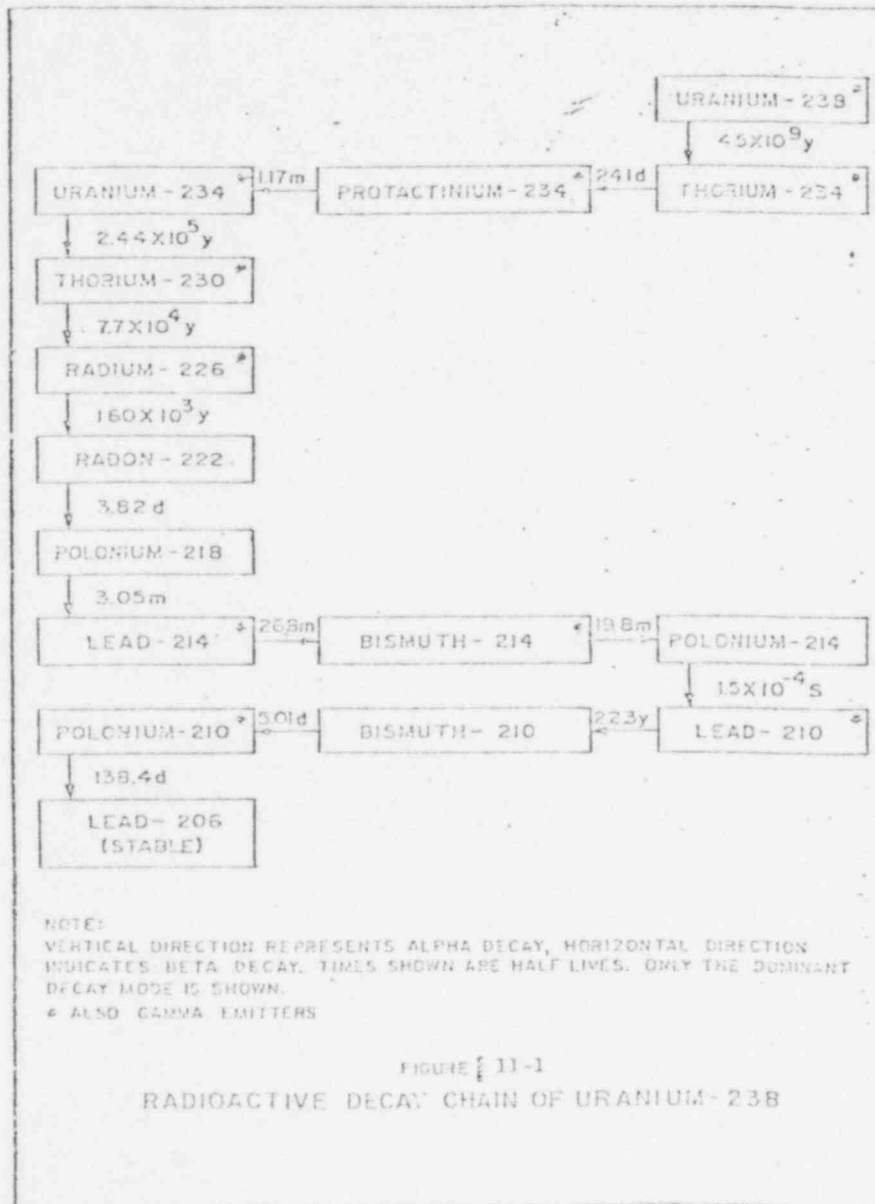 URANIUM - 238 *
4.5X10⁹y
URANIUM - 234 * 1.17m PROTACTINIUM - 234 * 24.1d THORIUM - 234 *
2.44X10⁵y
THORIUM - 230 *
7.7X10⁴y
RADIUM - 226 *
1.60X10³y
RADON - 222
3.82d
POLONIUM - 218
3.05m
LEAD - 214 * 26.8m BISMUTH - 214 * 19.8m POLONIUM - 214
1.5X10⁻⁴S
POLONIUM - 210 * 5.01d BISMUTH - 210 22.3y LEAD - 210 *
138.4d
LEAD - 206
(STABLE)
NOTE:
VERTICAL DIRECTION REPRESENTS ALPHA DECAY, HORIZONTAL DIRECTION
INDICATES BETA DECAY. TIMES SHOWN ARE HALF LIVES. ONLY THE DOMINANT
DECAY MODE IS SHOWN.
* ALSO GAMMA EMITTERS
FIGURE 11-1
RADIOACTIVE DECAY CHAIN OF URANIUM - 238